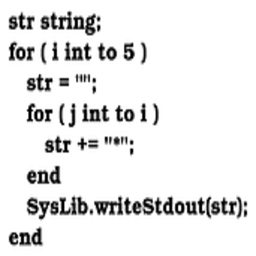 str string;
for ( i int to 5 )
str = "";
for ( j int to i )
str += "*";
end
SysLib.writeStdout(str);
end